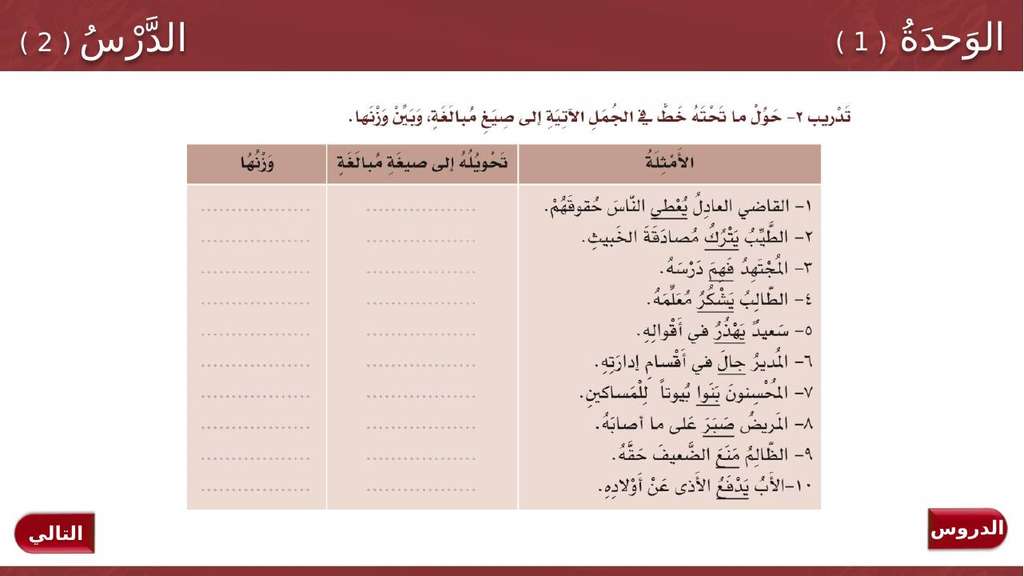 الوَحدَةُ ( 1 )
الدَّرْسُ ( 2 )
تَدْريب ٢- حَوِّلْ ما تَحْتَهُ خَطٌّ في الجُمَلِ الآتِيَةِ إلى صِيَغِ مُبالَغَةٍ، وَبَيِّنْ وَزْنَها.
الأَمْثِلَةُ تَحْويلُهُ إلى صيغَةِ مُبالَغَةٍ وَزْنُها
١- القاضي العادِلُ يُعْطي النّاسَ حُقوقَهُمْ. .................. ..................
٢- الطَّيِّبُ يَتْرُكُ مُصادَقَةَ الخَبيثِ. .................. ..................
٣- المُجْتَهِدُ فَهِمَ دَرْسَهُ. .................. ..................
٤- الطّالِبُ يَشْكُرُ مُعَلِّمَهُ. .................. ..................
٥- سَعيدٌ يَهْذُرُ في أَقْوالِهِ. .................. ..................
٦- المُديرُ جالَ في أَقْسامِ إدارَتِهِ. .................. ..................
٧- المُحْسِنونَ بَنَوا بُيوتاً لِلْمَساكينِ. .................. ..................
٨- المَريضُ صَبَرَ عَلى ما أصابَهُ. .................. ..................
٩- الظّالِمُ مَنَعَ الضَّعيفَ حَقَّهُ. .................. ..................
١٠-الأَبُ يَدْفَعُ الأَذى عَنْ أَوْلادِهِ. .................. ..................
الدروس
التالي